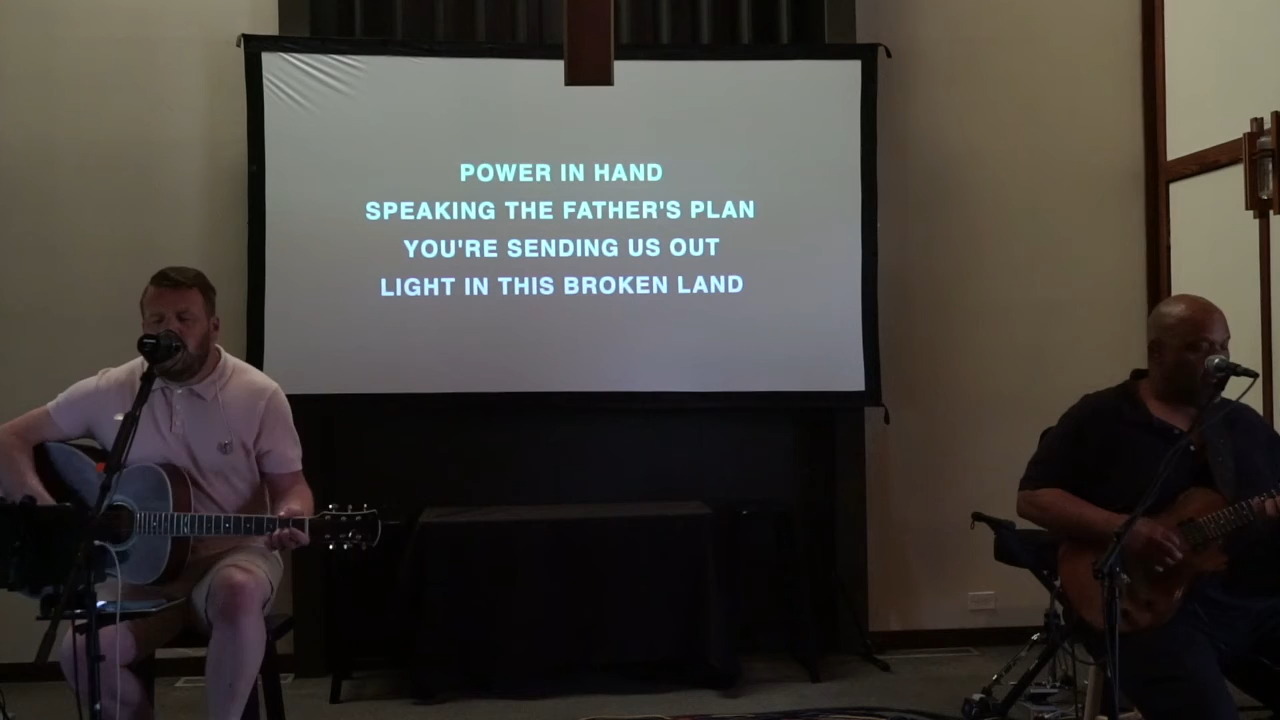 POWER IN HAND
SPEAKING THE FATHER'S PLAN
YOU'RE SENDING US OUT
LIGHT IN THIS BROKEN LAND